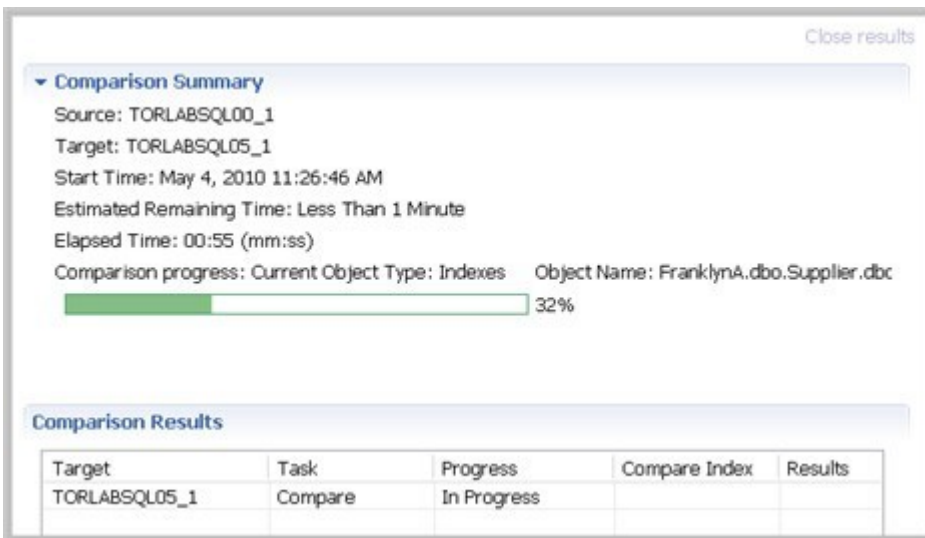 Close results
Comparison Summary
Source: TORLABSQL00_1
Target: TORLABSQL05_1
Start Time: May 4, 2010 11:26:46 AM
Estimated Remaining Time: Less Than 1 Minute
Elapsed Time: 00:55 (mm:ss)
Comparison progress: Current Object Type: Indexes Object Name: FranklynA.dbo.Supplier.dbc
32%
Comparison Results
Target Task Progress Compare Index Results
TORLABSQL05_1 Compare In Progress